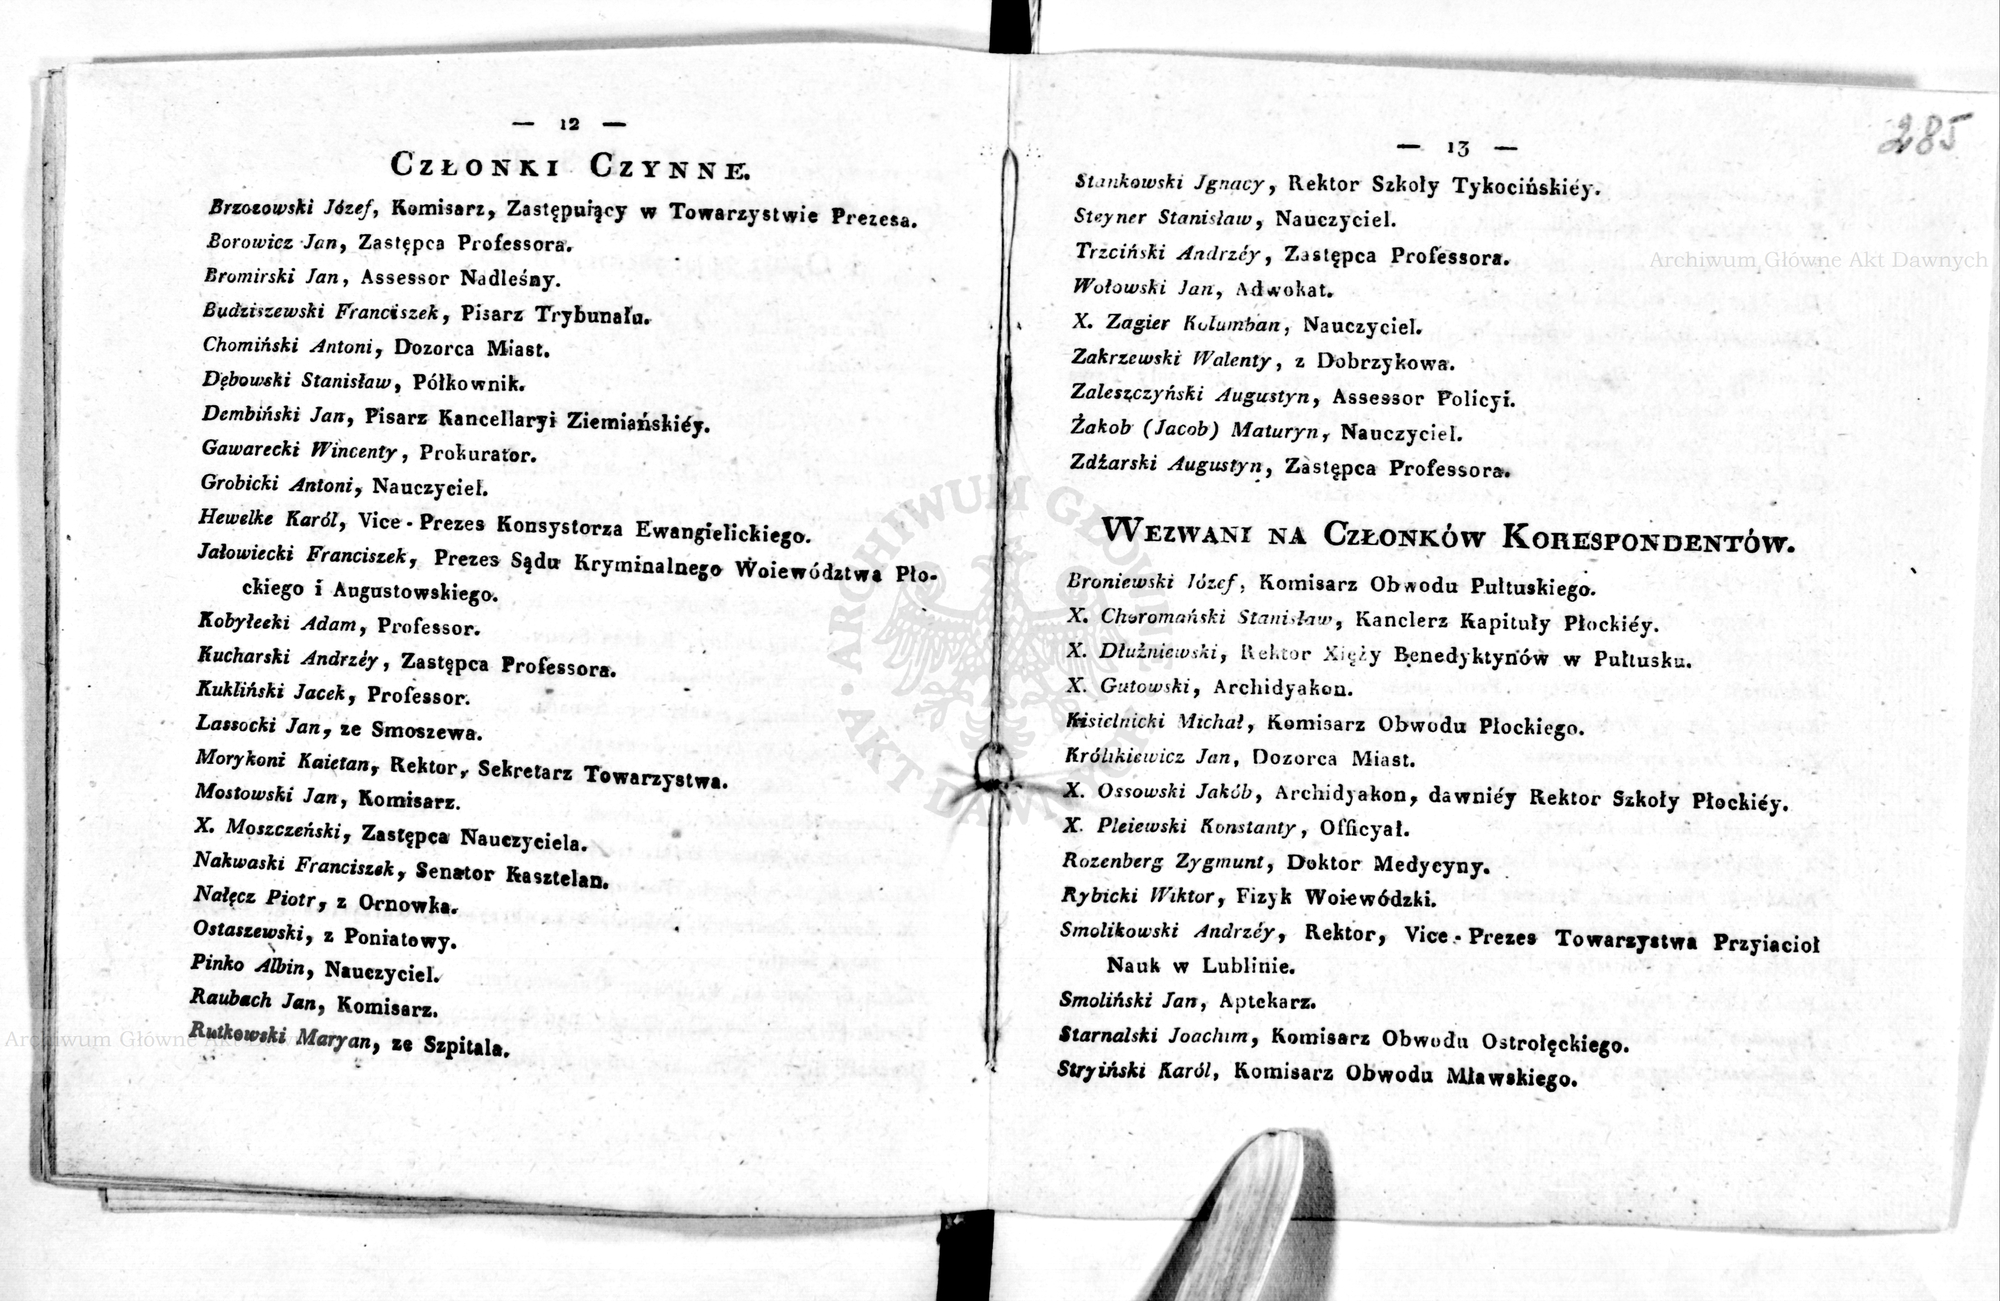 — 12 —
CZŁONKI CZYNNE.
Brzozowski Józef, Komisarz, Zastępuiący w Towarzystwie Prezesa.
Borowicz Jan, Zastępca Professora.
Bromirski Jan, Assessor Nadleśny.
Budziszewski Franciszek, Pisarz Trybunału.
Chomiński Antoni, Dozorca Miast.
Dębowski Stanisław, Półkownik.
Dembiński Jan, Pisarz Kancellaryi Ziemiańskiéy.
Gawarecki Wincenty, Prokurator.
Grobicki Antoni, Nauczyciel.
Hewelke Karól, Vice-Prezes Konsystorza Ewangielickiego.
Jałowiecki Franciszek, Prezes Sądu Kryminalnego Woiewództwa Pło-
ckiego i Augustowskiego.
Kobyłecki Adam, Professor.
Kucharski Andrzéy, Zastępca Professora.
Kukliński Jacek, Professor.
Lassocki Jan, ze Smoszewa.
Morykoni Kaietan, Rektor, Sekretarz Towarzystwa.
Mostowski Jan, Komisarz.
X. Moszczeński, Zastępca Nauczyciela.
Nakwaski Franciszek, Senator Kasztelan.
Nałęcz Piotr, z Ornowka.
Ostaszewski, z Poniatowy.
Pinko Albin, Nauczyciel.
Raubach Jan, Komisarz.
Rutkowski Maryan, ze Szpitala.
— 13 —
285
Stankowski Jgnacy, Rektor Szkoły Tykocińskiéy.
Steyner Stanisław, Nauczyciel.
Trzciński Andrzéy, Zastępca Professora.
Wołowski Jan, Adwokat.
X. Zagier Kolumban, Nauczyciel.
Zakrzewski Walenty, z Dobrzykowa.
Zaleszczyński Augustyn, Assessor Policyi.
Żakob (Jacob) Maturyn, Nauczyciel.
Zdżarski Augustyn, Zastępca Professora.
WEZWANI NA CZŁONKÓW KORESPONDENTÓW.
Broniewski Józef, Komisarz Obwodu Pułtuskiego.
X. Choromański Stanisław, Kanclerz Kapituły Płockiéy.
X. Dłużniewski, Rektor Xięży Benedyktynów w Pułtusku.
X. Gutowski, Archidyakon.
Kisielnicki Michał, Komisarz Obwodu Płockiego.
Królikiewicz Jan, Dozorca Miast.
X. Ossowski Jakób, Archidyakon, dawniéy Rektor Szkoły Płockiéy.
X. Pleiewski Konstanty, Officyał.
Rozenberg Zygmunt, Doktor Medycyny.
Rybicki Wiktor, Fizyk Woiewódzki.
Smolikowski Andrzéy, Rektor, Vice-Prezes Towarzystwa Przyiacioł
Nauk w Lublinie.
Smoliński Jan, Aptekarz.
Starnalski Joachim, Komisarz Obwodu Ostrołęckiego.
Stryiński Karól, Komisarz Obwodu Mławskiego.
Archiwum Główne Akt Dawnych
Archiwum Główne Akt Dawnych
ARCHIWUM GŁÓWNE • AKT DAWNYCH •